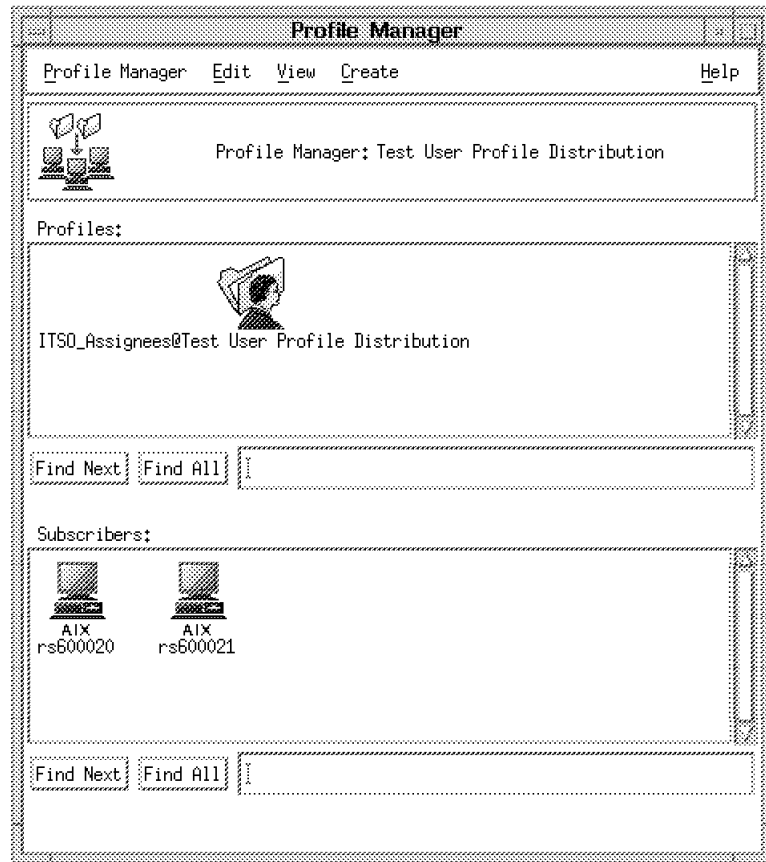 Profile Manager
Profile Manager Edit View Create Help
Profile Manager: Test User Profile Distribution
Profiles:
ITSO_Assignees@Test User Profile Distribution
Find Next Find All
Subscribers:
AIX AIX
rs600020 rs600021
Find Next Find All